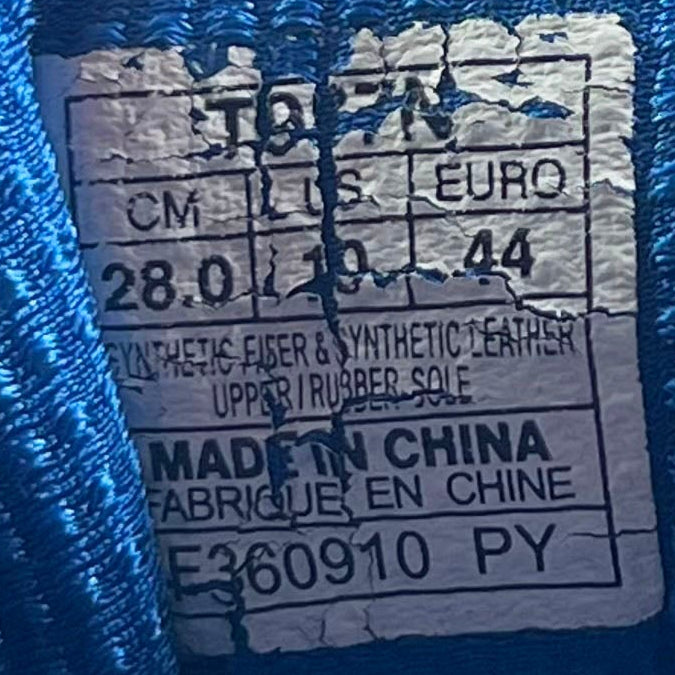 CM US EURO
28.0 10 44
SYNTHETIC FIBER & SYNTHETIC LEATHER
UPPER / RUBBER SOLE
MADE IN CHINA
FABRIQUE EN CHINE
E360910 PY